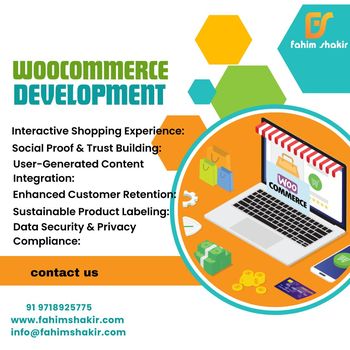 fahim shakir
WOOCOMMERCE
DEVELOPMENT
Interactive Shopping Experience:
Social Proof & Trust Building:
User-Generated Content
Integration:
Enhanced Customer Retention:
Sustainable Product Labeling:
Data Security & Privacy
Compliance:
WOO
COMMERCE
contact us
91 9718925775
www.fahimshakir.com
info@fahimshakir.com